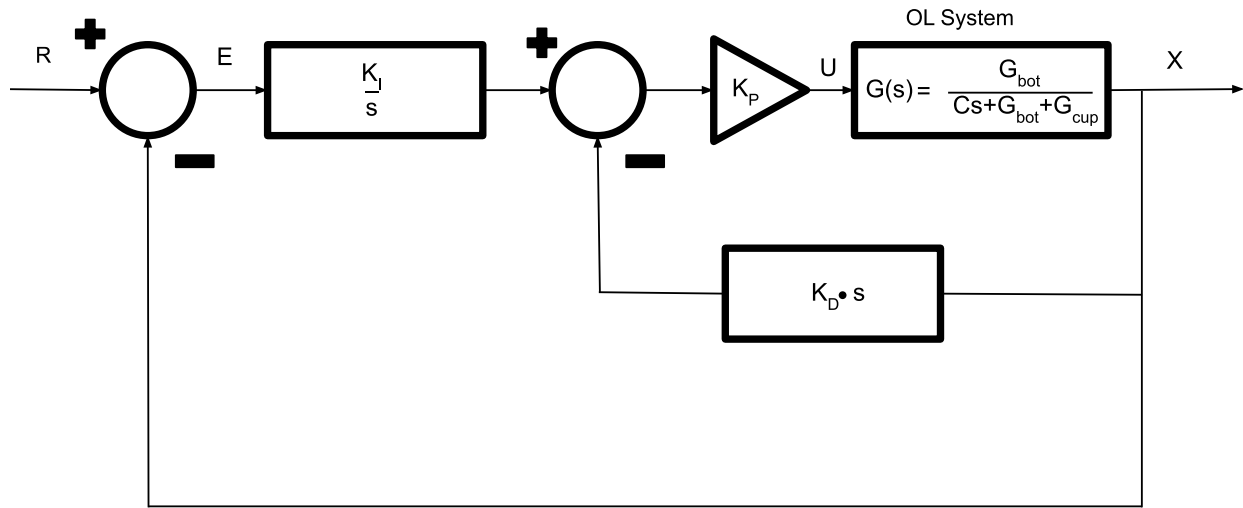 OL System
R
E
K_I
s
K_P
U
G(s) =
G_bot
Cs+G_bot+G_cup
X
K_D • s